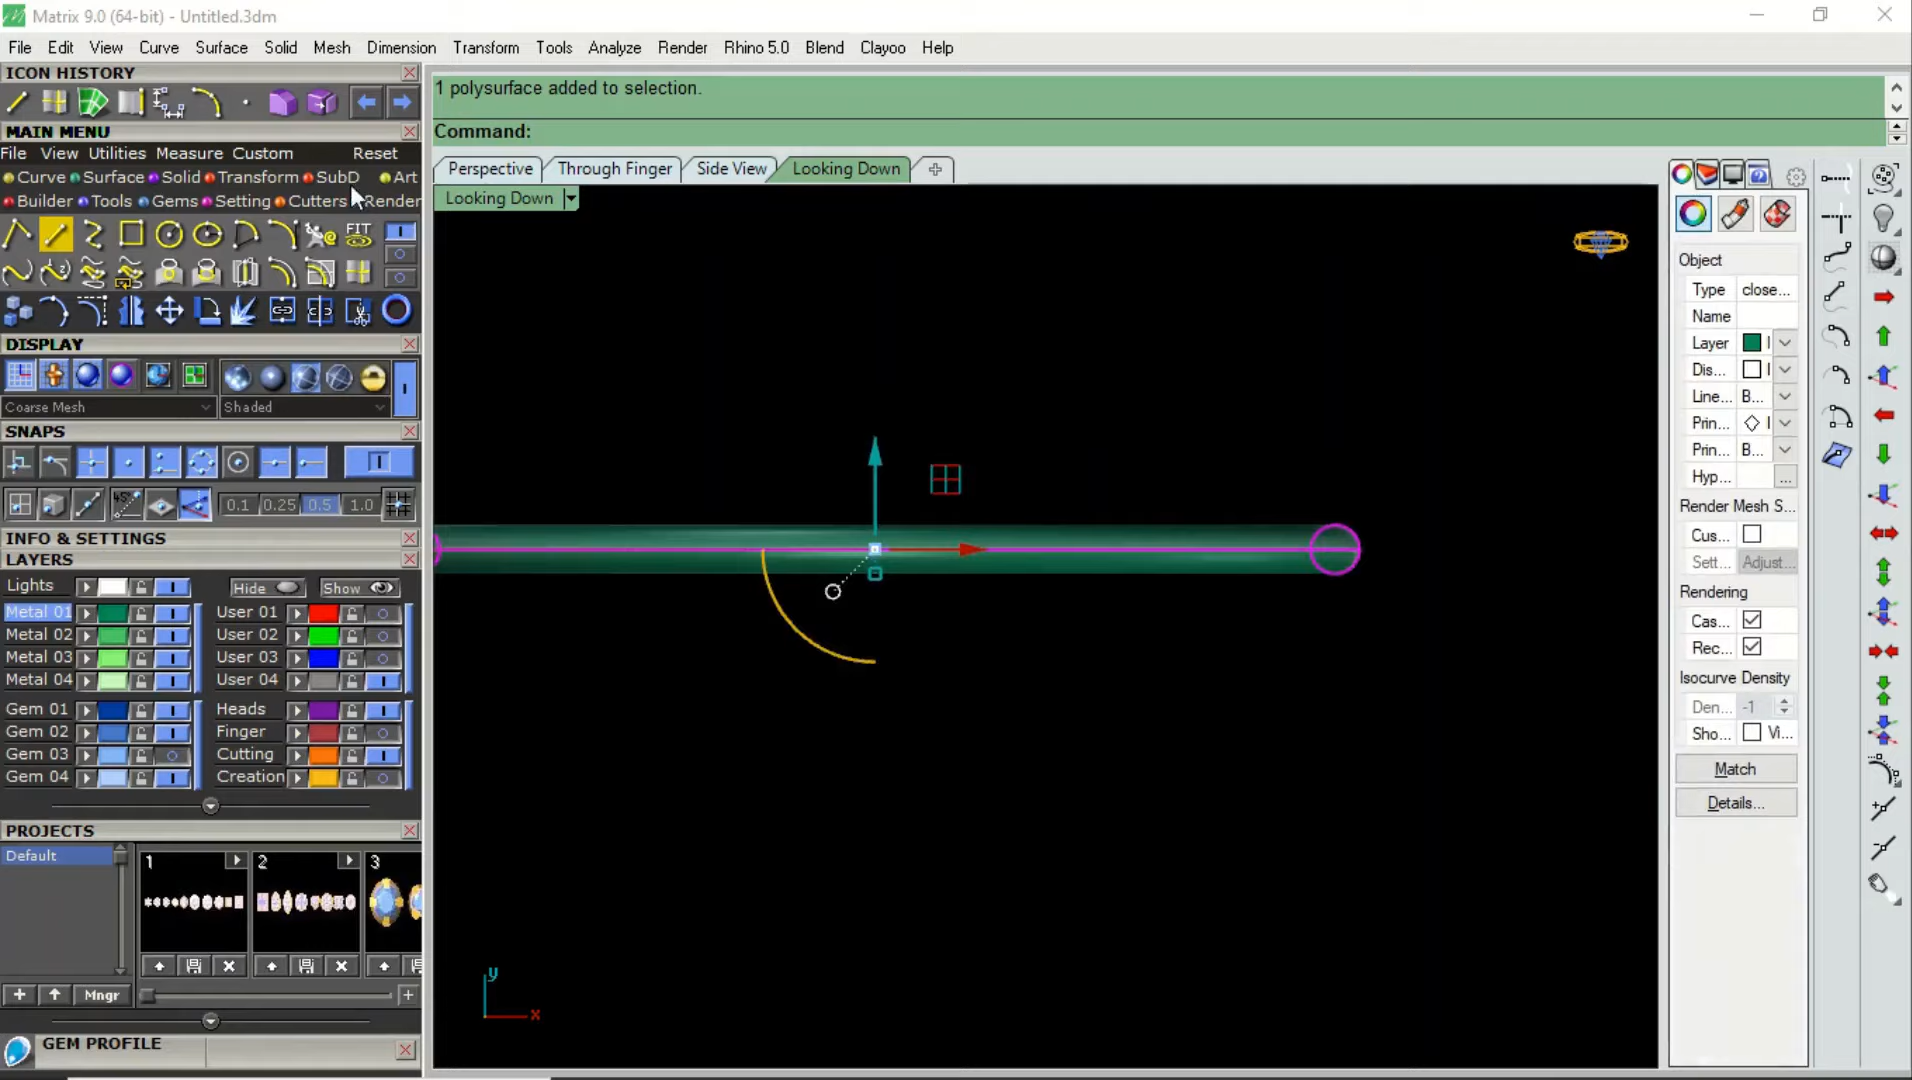 Matrix 9.0 (64-bit) - Untitled.3dm
File Edit View Curve Surface Solid Mesh Dimension Transform Tools Analyze Render Rhino 5.0 Blend Clayoo Help
ICON HISTORY
1 polysurface added to selection.
Command:
MAIN MENU
File View Utilities Measure Custom Reset
Curve Surface Solid Transform SubD Art
Builder Tools Gems Setting Cutters Render
FIT
Perspective Through Finger Side View Looking Down
Looking Down
DISPLAY
Coarse Mesh Shaded
SNAPS
45°
0.1 0.25 0.5 1.0
INFO & SETTINGS
LAYERS
Lights Hide Show
Metal 01 User 01
Metal 02 User 02
Metal 03 User 03
Metal 04 User 04
Gem 01 Heads
Gem 02 Finger
Gem 03 Cutting
Gem 04 Creation
PROJECTS
Default 1 2 3
Mngr
GEM PROFILE
y
x
Object
Type close...
Name
Layer
Dis...
Line... B...
Prin...
Prin... B...
Hyp... ...
Render Mesh S...
Cus...
Sett... Adjust...
Rendering
Cas...
Rec...
Isocurve Density
Den... -1
Sho... Vi...
Match
Details...